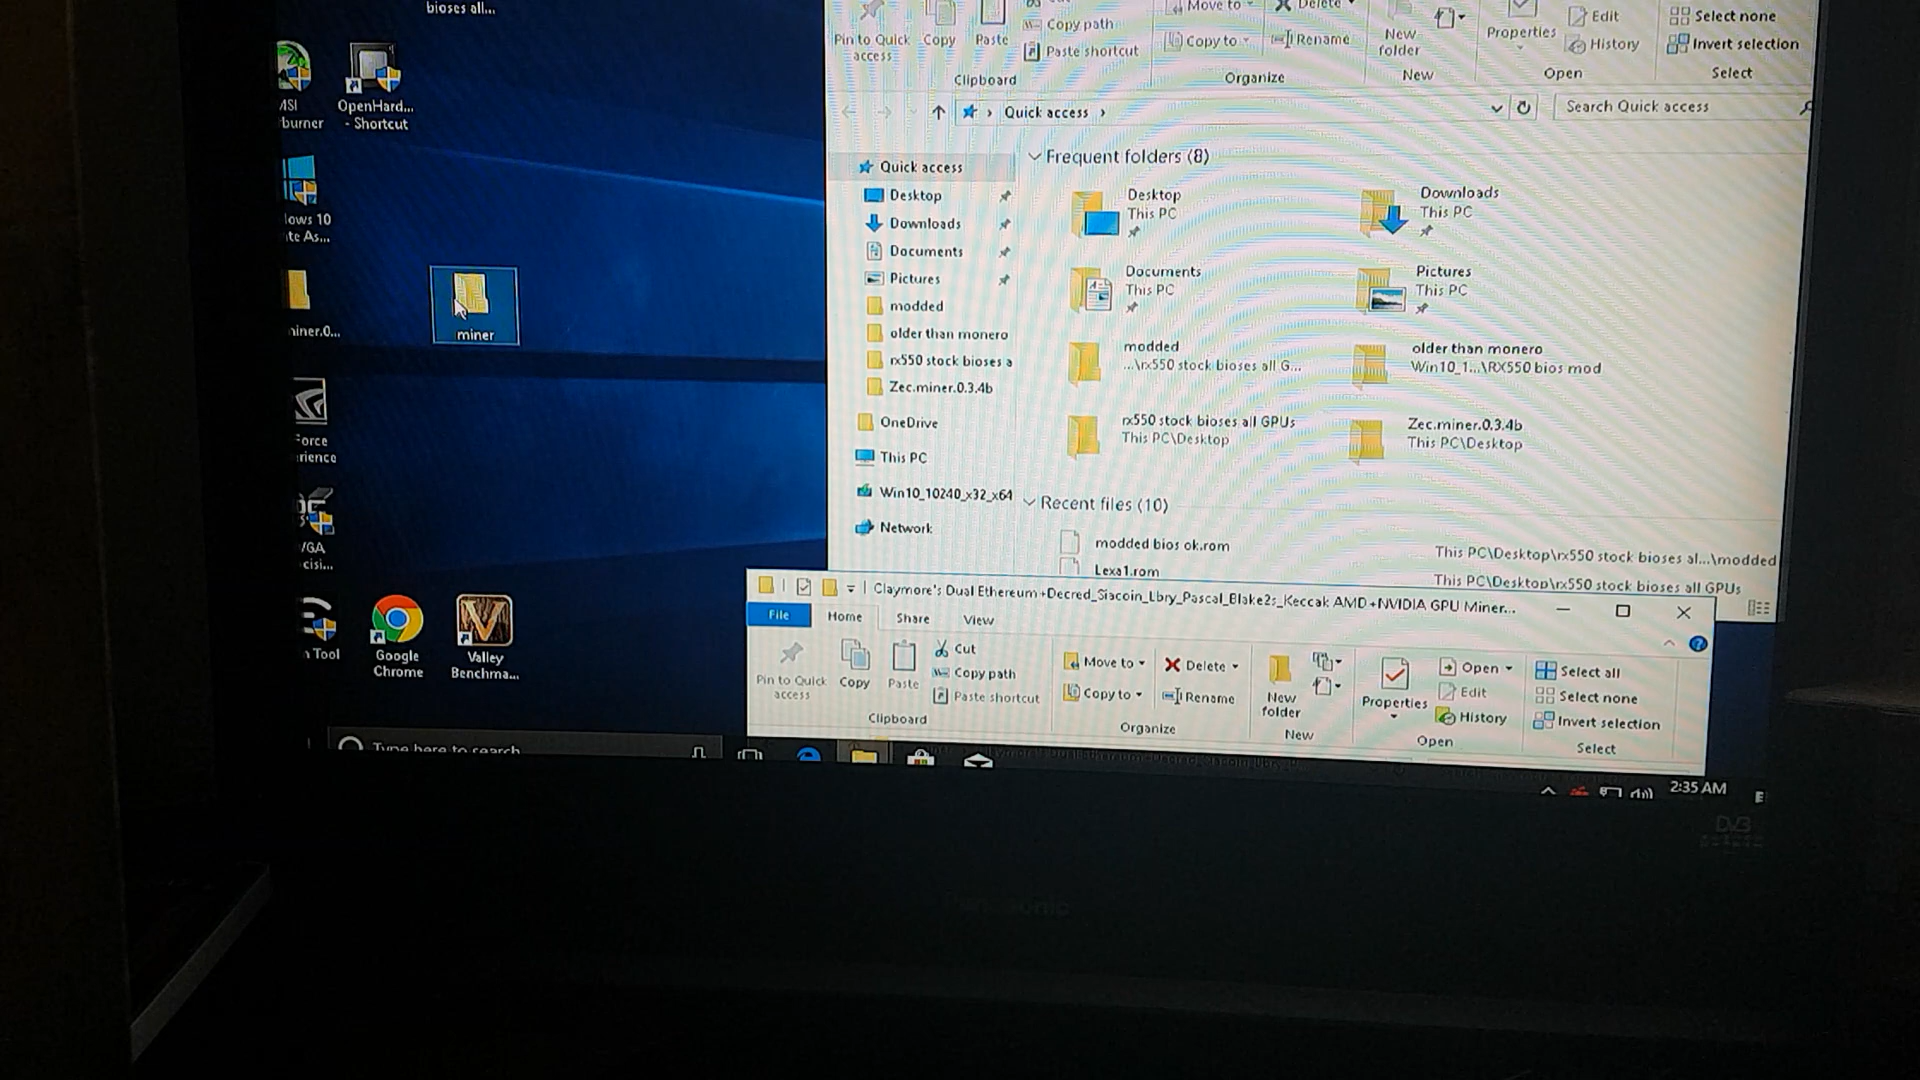 bioses all...
MSI
burner
OpenHard...
- Shortcut
lows 10
te As...
niner.0...
miner
Force
rience
/GA
cisi...
n Tool
Google
Chrome
Valley
Benchma...
Type here to search
Pin to Quick
access
Copy
Paste
Copy path
Paste shortcut
Clipboard
Move to
Copy to
Delete
Rename
Organize
New
folder
New
Properties
Edit
History
Open
Select none
Invert selection
Select
Quick access
Search Quick access
Quick access
Desktop
Downloads
Documents
Pictures
modded
older than monero
rx550 stock bioses a
Zec.miner.0.3.4b
OneDrive
This PC
Win10_10240_x32_x64
Network
Frequent folders (8)
Desktop
This PC
Downloads
This PC
Documents
This PC
Pictures
This PC
modded
...\rx550 stock bioses all G...
older than monero
Win10_1...\RX550 bios mod
rx550 stock bioses all GPUs
This PC\Desktop
Zec.miner.0.3.4b
This PC\Desktop
Recent files (10)
modded bios ok.rom
This PC\Desktop\rx550 stock bioses al...\modded
Lexa1.rom
This PC\Desktop\rx550 stock bioses all GPUs
Claymore's Dual Ethereum+Decred_Siacoin_Lbry_Pascal_Blake2s_Keccak AMD+NVIDIA GPU Miner...
File
Home
Share
View
Pin to Quick
access
Copy
Paste
Cut
Copy path
Paste shortcut
Clipboard
Move to
Copy to
Delete
Rename
Organize
New
folder
New
Properties
Open
Edit
History
Open
Select all
Select none
Invert selection
Select
2:35 AM
DVB
Panasonic